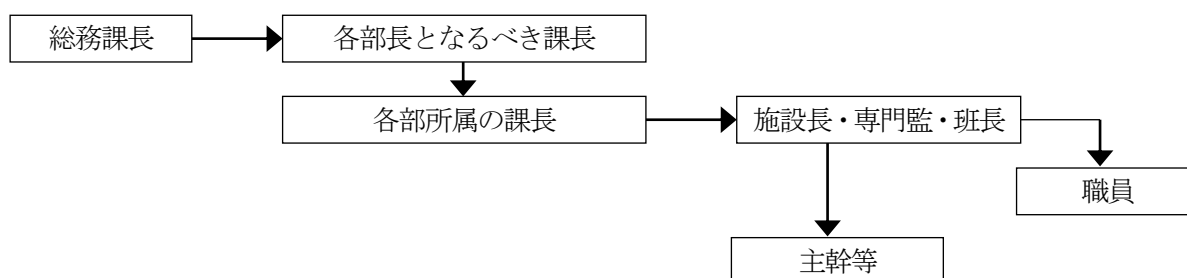 総務課長
各部長となるべき課長
各部所属の課長
施設長・専門監・班長
職員
主幹等